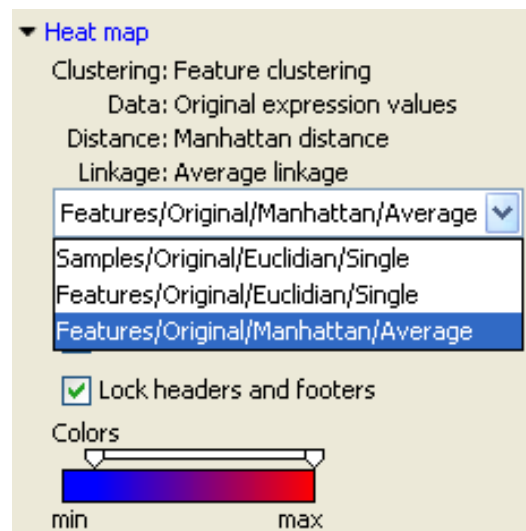 Heat map
Clustering: Feature clustering
Data: Original expression values
Distance: Manhattan distance
Linkage: Average linkage
Features/Original/Manhattan/Average
Samples/Original/Euclidian/Single
Features/Original/Euclidian/Single
Features/Original/Manhattan/Average
Lock headers and footers
Colors
min max